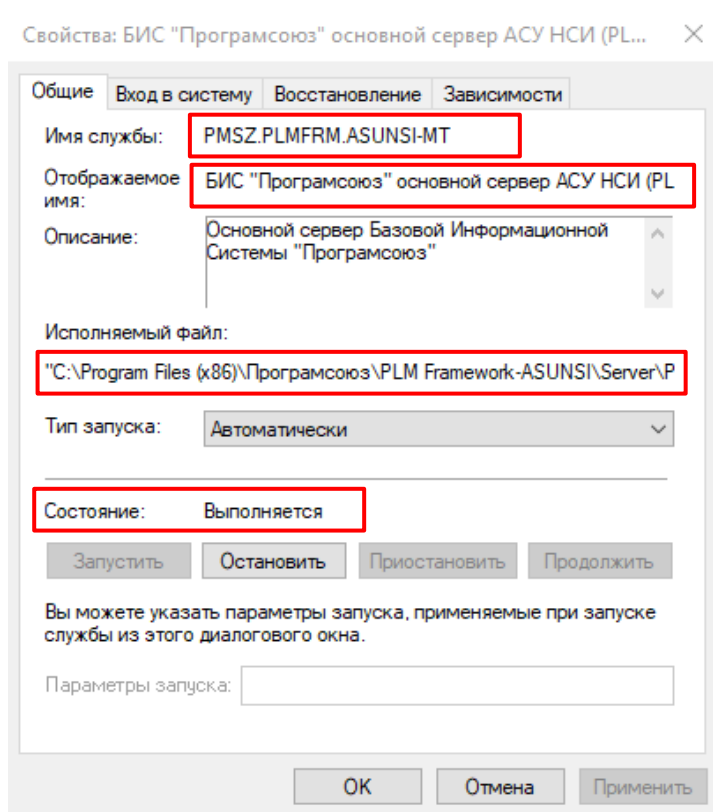 Свойства: БИС "Програмсоюз" основной сервер АСУ НСИ (PL...
Общие Вход в систему Восстановление Зависимости
Имя службы: PMSZ.PLMFRM.ASUNSI-MT
Отображаемое имя: БИС "Програмсоюз" основной сервер АСУ НСИ (PL
Описание: Основной сервер Базовой Информационной
Системы "Програмсоюз"
Исполняемый файл:
"C:\Program Files (x86)\Програмсоюз\PLM Framework-ASUNSI\Server\P
Тип запуска: Автоматически
Состояние: Выполняется
Запустить Остановить Приостановить Продолжить
Вы можете указать параметры запуска, применяемые при запуске
службы из этого диалогового окна.
Параметры запуска:
ОК Отмена Применить